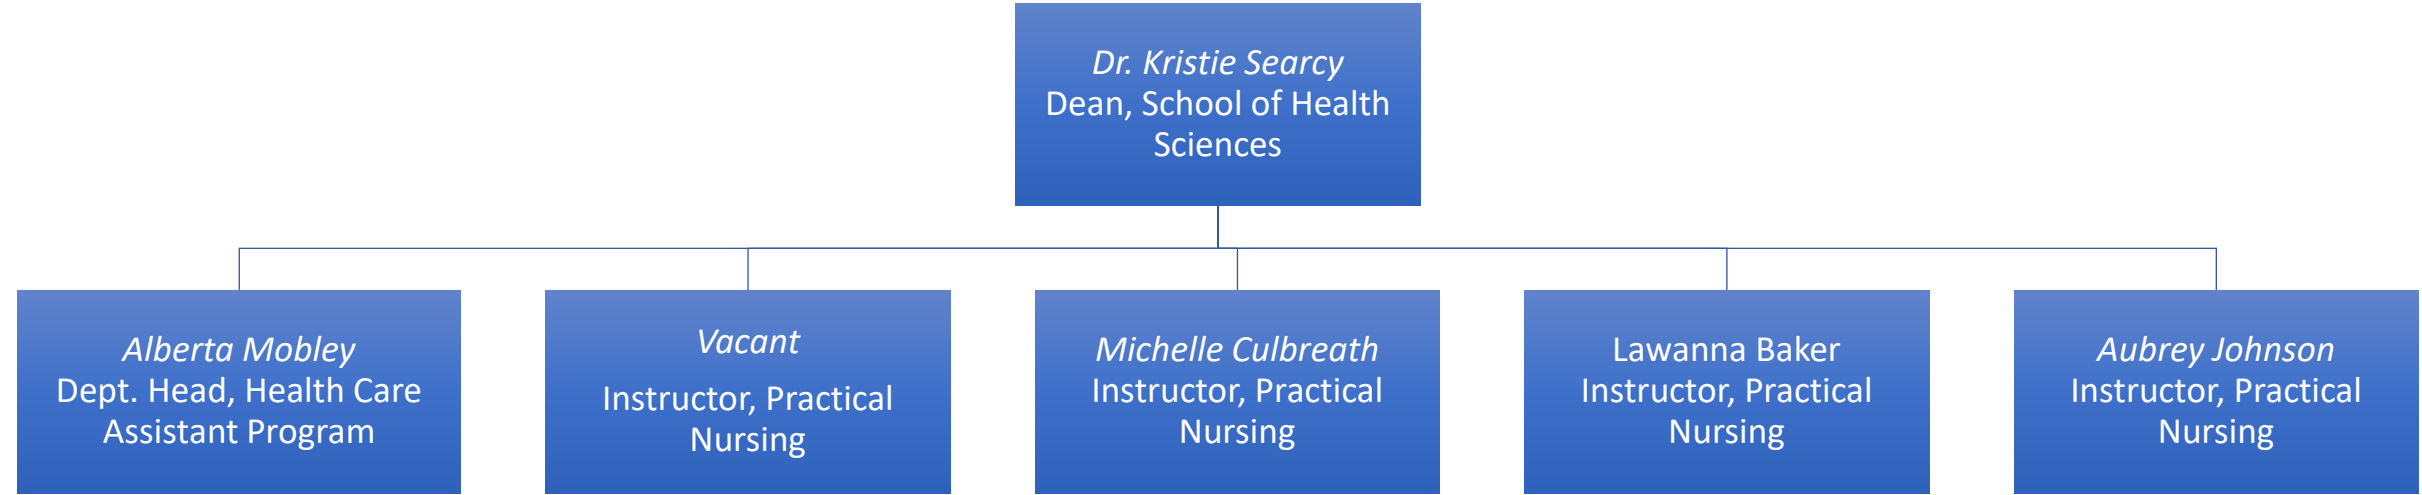 Dr. Kristie Searcy
Dean, School of Health
Sciences
Alberta Mobley
Dept. Head, Health Care
Assistant Program
Vacant
Instructor, Practical
Nursing
Michelle Culbreath
Instructor, Practical
Nursing
Lawanna Baker
Instructor, Practical
Nursing
Aubrey Johnson
Instructor, Practical
Nursing